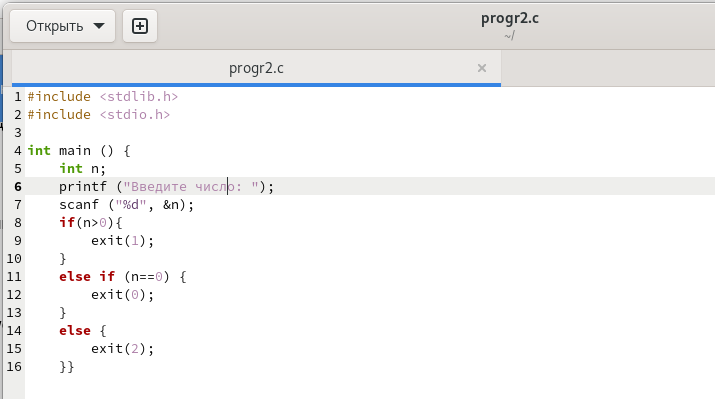 Открыть
progr2.c
~/
progr2.c ×
1 #include <stdlib.h>
2 #include <stdio.h>
3
4 int main () {
5     int n;
6     printf ("Введите число: ");
7     scanf ("%d", &n);
8     if(n>0){
9         exit(1);
10     }
11     else if (n==0) {
12         exit(0);
13     }
14     else {
15         exit(2);
16     }}